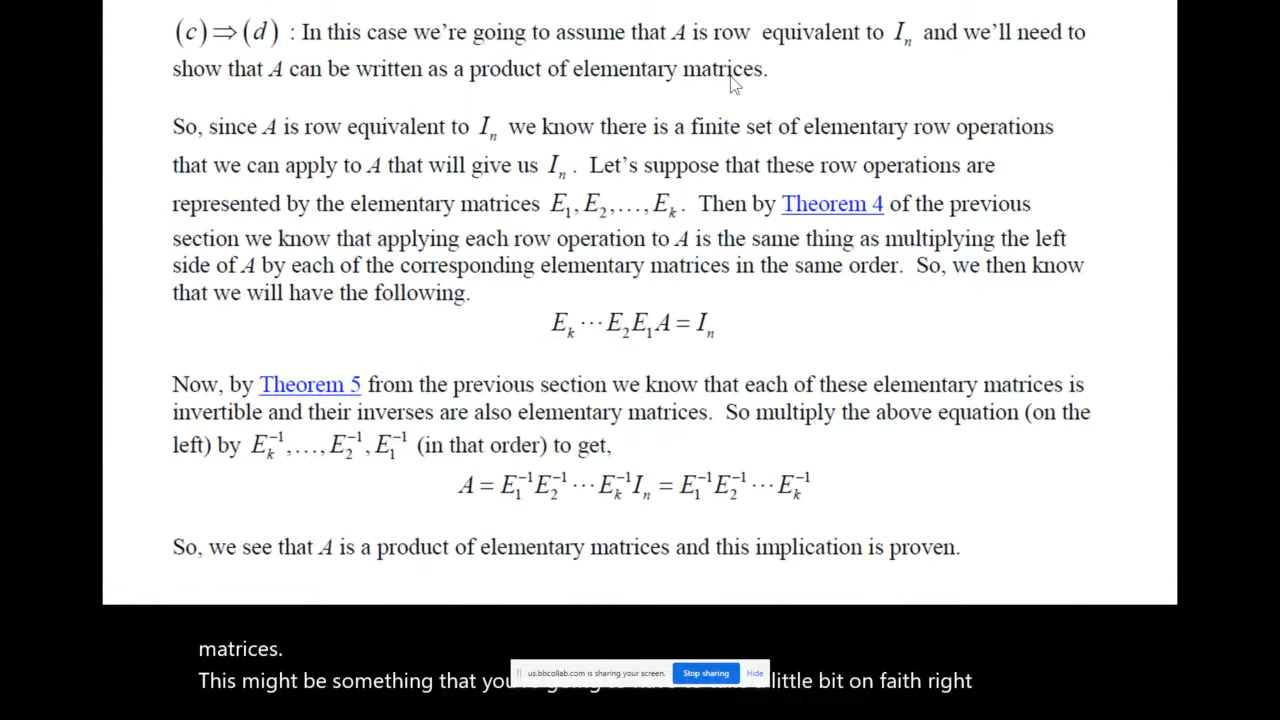 (c)⇒(d) : In this case we're going to assume that A is row equivalent to Iₙ and we'll need to
show that A can be written as a product of elementary matrices.
So, since A is row equivalent to Iₙ we know there is a finite set of elementary row operations
that we can apply to A that will give us Iₙ. Let's suppose that these row operations are
represented by the elementary matrices E₁, E₂,…, Eₖ. Then by Theorem 4 of the previous
section we know that applying each row operation to A is the same thing as multiplying the left
side of A by each of the corresponding elementary matrices in the same order. So, we then know
that we will have the following.
Eₖ ⋯ E₂E₁A = Iₙ
Now, by Theorem 5 from the previous section we know that each of these elementary matrices is
invertible and their inverses are also elementary matrices. So multiply the above equation (on the
left) by Eₖ⁻¹,…, E₂⁻¹, E₁⁻¹ (in that order) to get,
A = E₁⁻¹E₂⁻¹ ⋯ Eₖ⁻¹Iₙ = E₁⁻¹E₂⁻¹ ⋯ Eₖ⁻¹
So, we see that A is a product of elementary matrices and this implication is proven.
matrices.
This might be something that little bit on faith right
us.bbcollab.com is sharing your screen. Stop sharing Hide